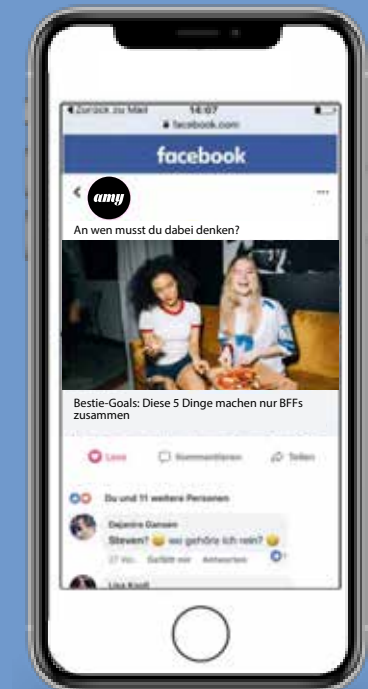 Zurück zu Mail 14:07
facebook.com
facebook
amy
An wen musst du dabei denken?
Bestie-Goals: Diese 5 Dinge machen nur BFFs
zusammen
Love Kommentieren Teilen
Du und 11 weitere Personen
Dejanira Gansen
Steven? wo gehöre ich rein?
Gefällt mir Antworten